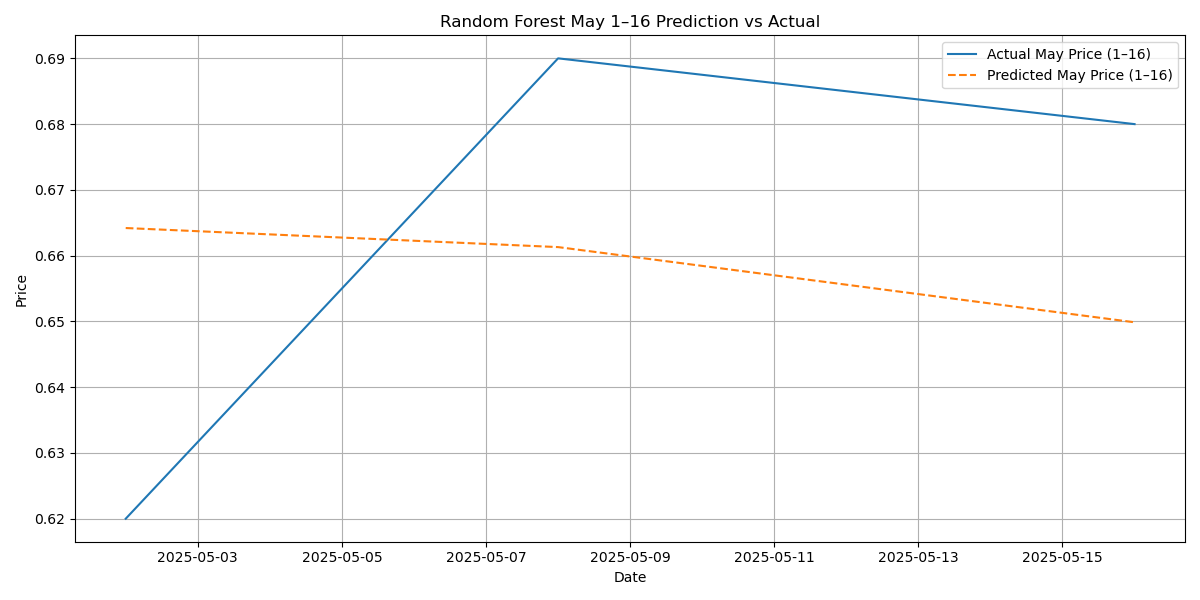 Random Forest May 1–16 Prediction vs Actual
Actual May Price (1–16)
Predicted May Price (1–16)
Price
0.69
0.68
0.67
0.66
0.65
0.64
0.63
0.62
2025-05-03 2025-05-05 2025-05-07 2025-05-09 2025-05-11 2025-05-13 2025-05-15
Date